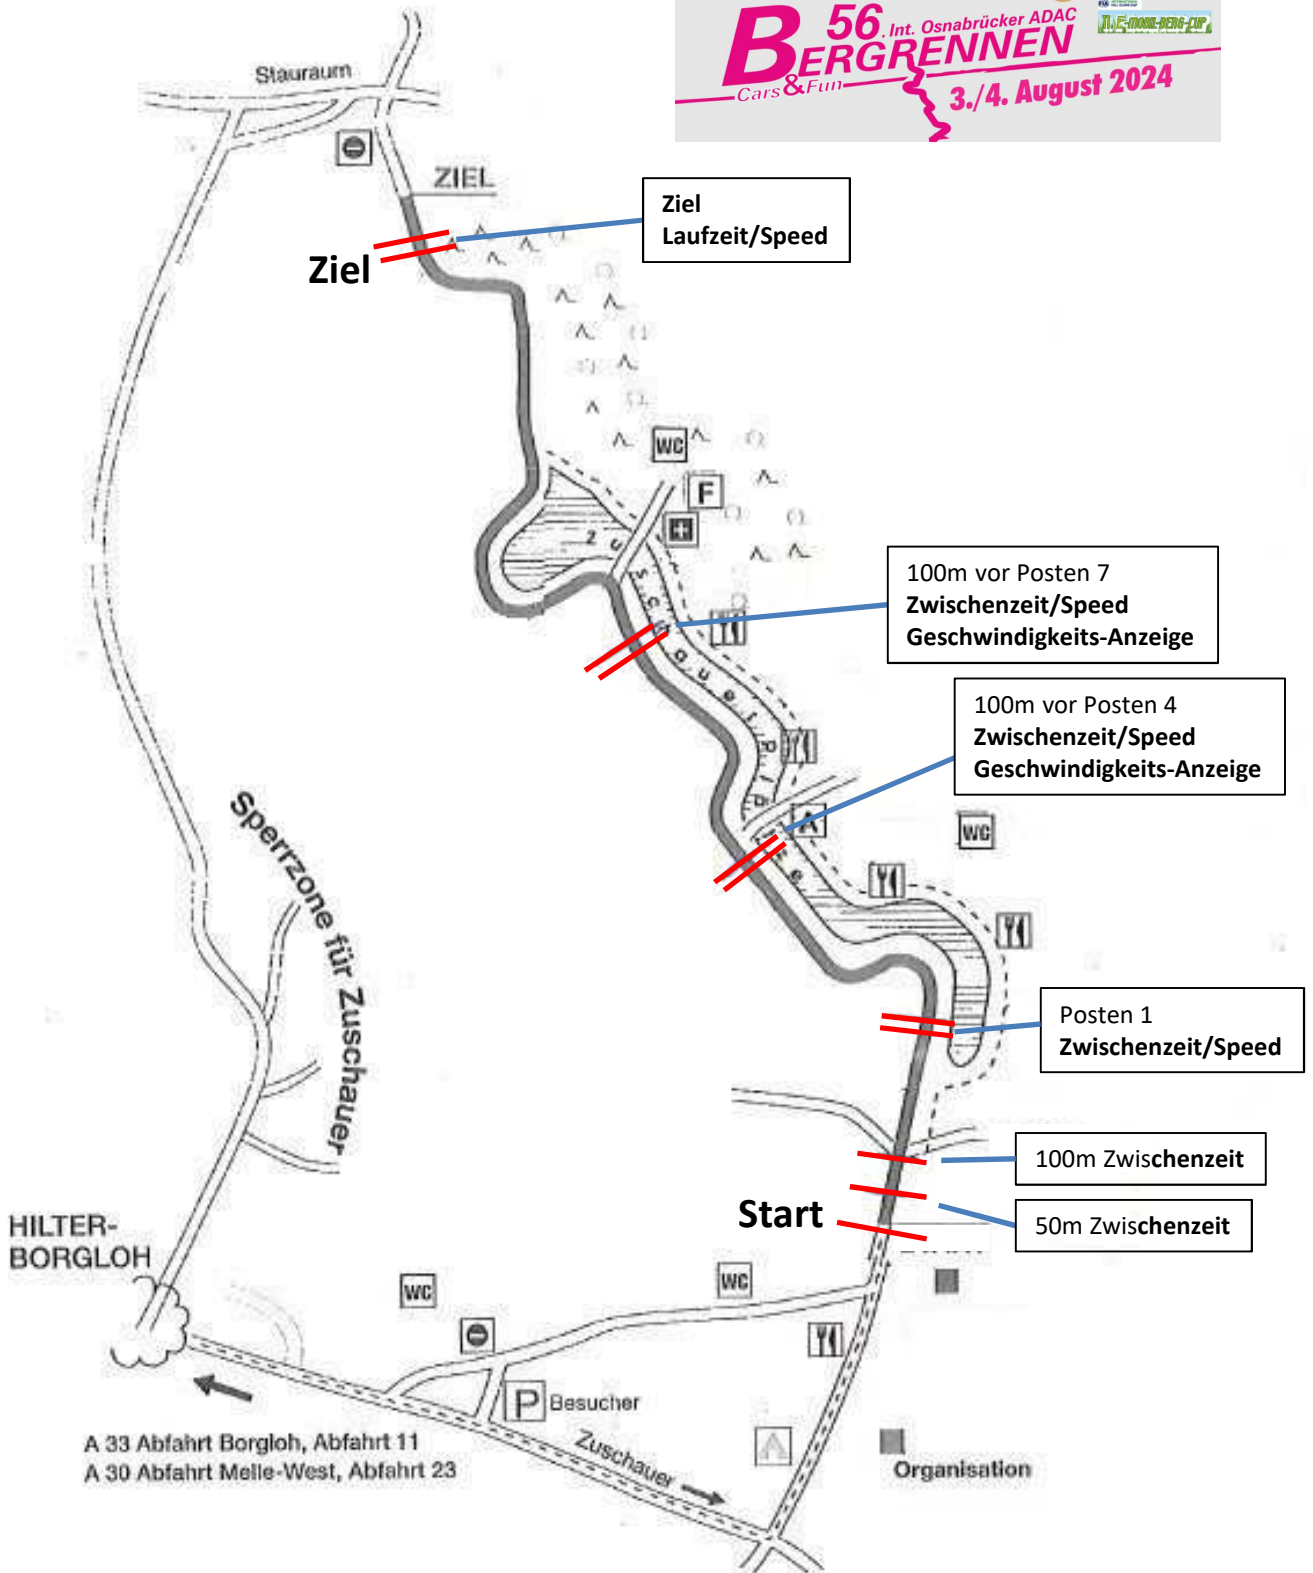 56. Int. Osnabrücker ADAC
BERGRENNEN
Cars & Fun
3./4. August 2024
Stauraum
ZIEL
Ziel
Laufzeit/Speed
Ziel
WC
F
Zuschauer
100m vor Posten 7
Zwischenzeit/Speed
Geschwindigkeits-Anzeige
100m vor Posten 4
Zwischenzeit/Speed
Geschwindigkeits-Anzeige
A
WC
Sperrzone für Zuschauer
Posten 1
Zwischenzeit/Speed
100m Zwischenzeit
Start
50m Zwischenzeit
HILTER-
BORGLOH
WC
WC
P Besucher
Zuschauer
A 33 Abfahrt Borgloh, Abfahrt 11
A 30 Abfahrt Melle-West, Abfahrt 23
Organisation